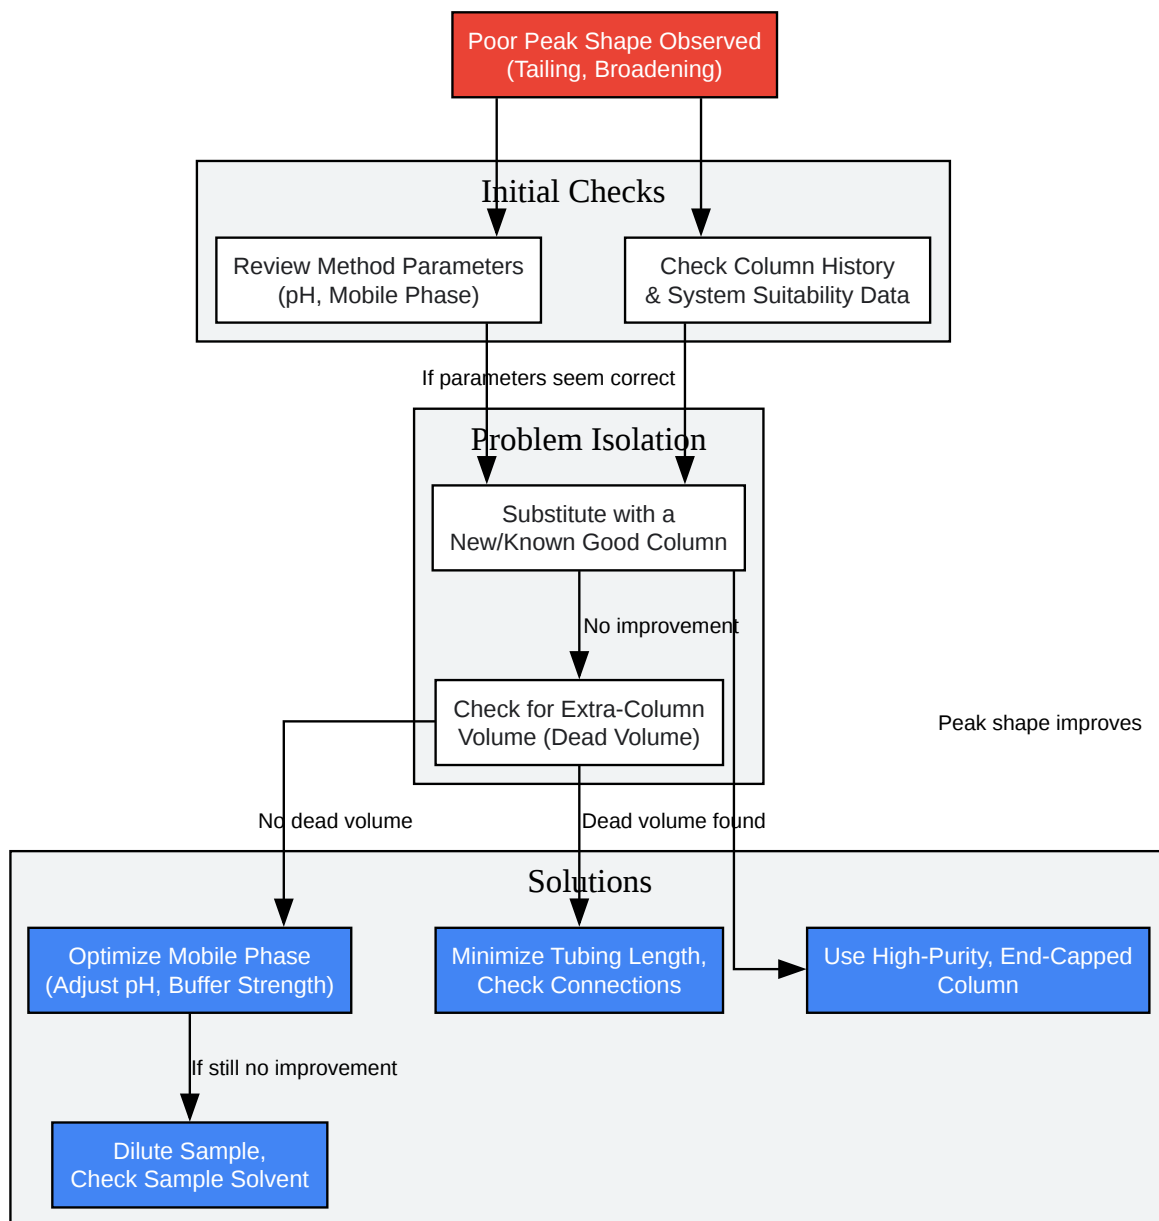 Poor Peak Shape Observed
(Tailing, Broadening)
Initial Checks
Review Method Parameters
(pH, Mobile Phase)
Check Column History
& System Suitability Data
If parameters seem correct
Problem Isolation
Substitute with a
New/Known Good Column
No improvement
Check for Extra-Column
Volume (Dead Volume)
Peak shape improves
No dead volume
Dead volume found
Solutions
Optimize Mobile Phase
(Adjust pH, Buffer Strength)
Minimize Tubing Length,
Check Connections
Use High-Purity, End-Capped
Column
If still no improvement
Dilute Sample,
Check Sample Solvent